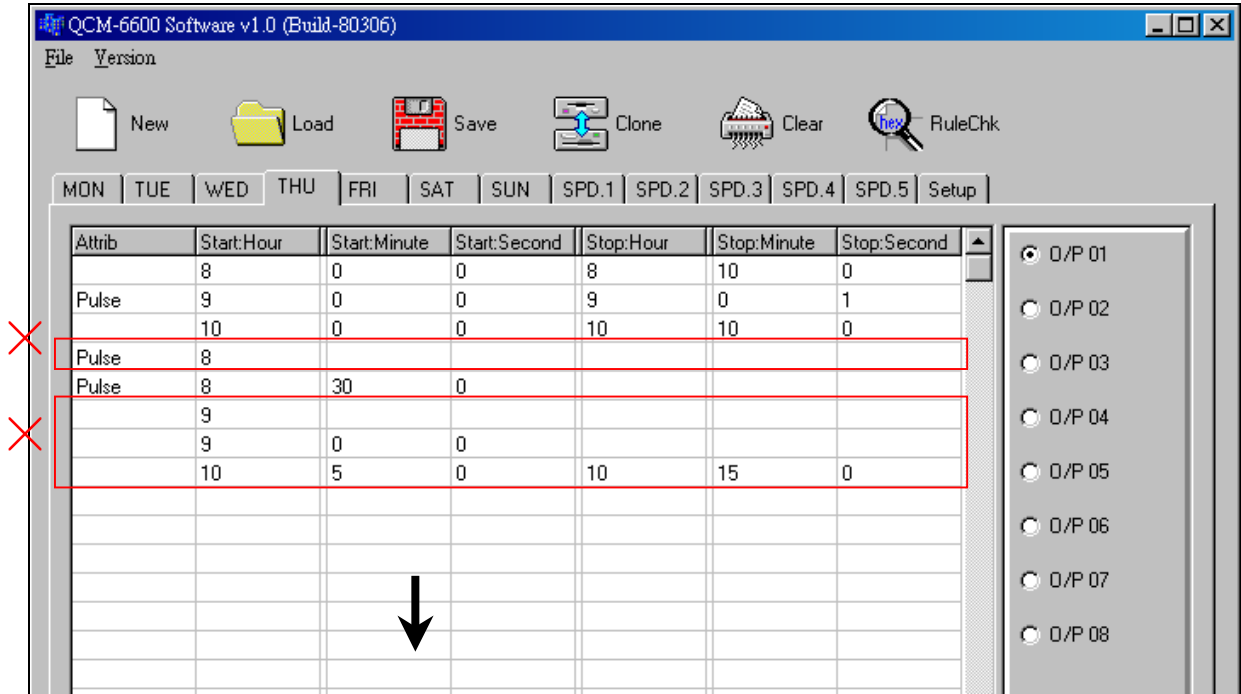 QCM-6600 Software v1.0 (Build-80306)
File Version
New Load Save Clone Clear hex RuleChk
MON TUE WED THU FRI SAT SUN SPD.1 SPD.2 SPD.3 SPD.4 SPD.5 Setup
Attrib Start:Hour Start:Minute Start:Second Stop:Hour Stop:Minute Stop:Second
8 0 0 8 10 0
Pulse 9 0 0 9 0 1
10 0 0 10 10 0
Pulse 8
Pulse 8 30 0
9
9 0 0
10 5 0 10 15 0
O/P 01
O/P 02
O/P 03
O/P 04
O/P 05
O/P 06
O/P 07
O/P 08